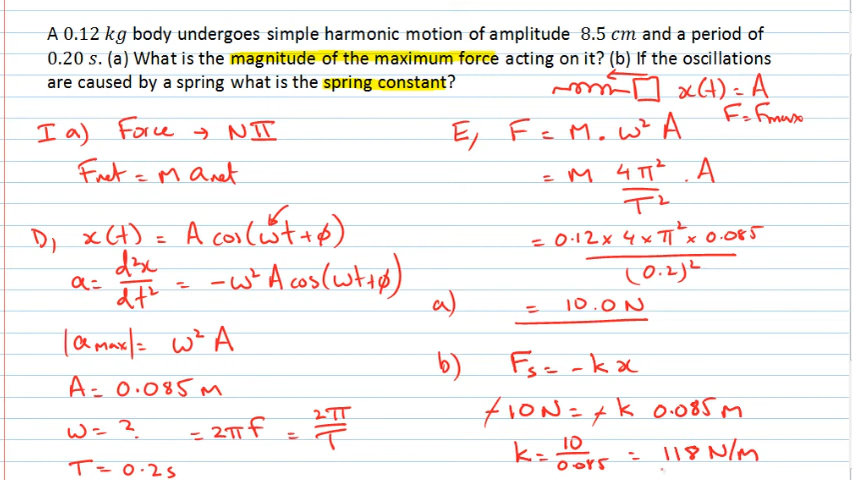 A 0.12 kg body undergoes simple harmonic motion of amplitude 8.5 cm and a period of
0.20 s. (a) What is the magnitude of the maximum force acting on it? (b) If the oscillations
are caused by a spring what is the spring constant?
x(t) = A
F = Fmax
I a) Force → NII
Fnet = m anet
D, x(t) = A cos(ωt+φ)
a = d²x/dt² = -ω² A cos(ωt+φ)
|amax| = ω² A
A = 0.085 m
ω = ? = 2πf = 2π/T
T = 0.2s
E, F = M . ω² A
= M 4π²/T² . A
= 0.12 × 4 × π² × 0.085 / (0.2)²
a) = 10.0 N
b) Fs = -k x
-10N = -k 0.085 M
k = 10/0.085 = 118 N/M